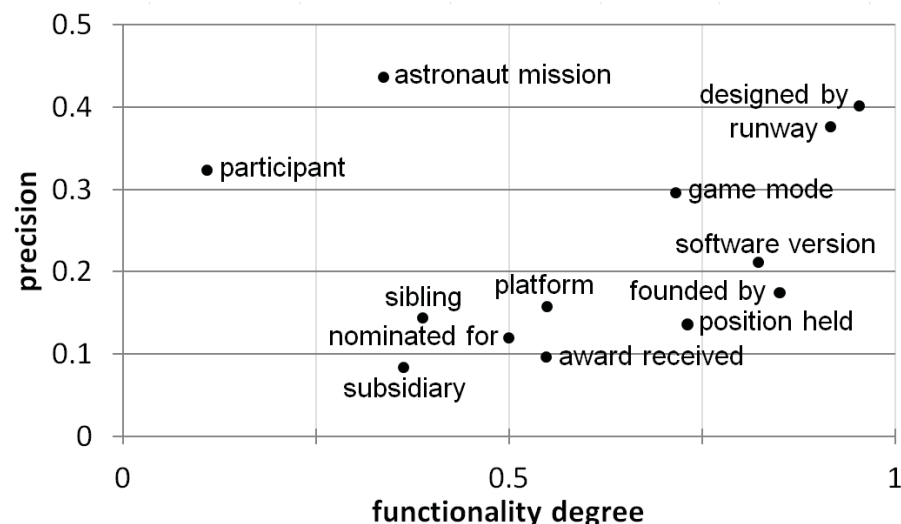 0.5
astronaut mission
designed by
0.4
runway
participant
0.3
game mode
precision
software version
0.2
platform
founded by
sibling
position held
nominated for
award received
0.1
subsidiary
0
0
0.5
1
functionality degree